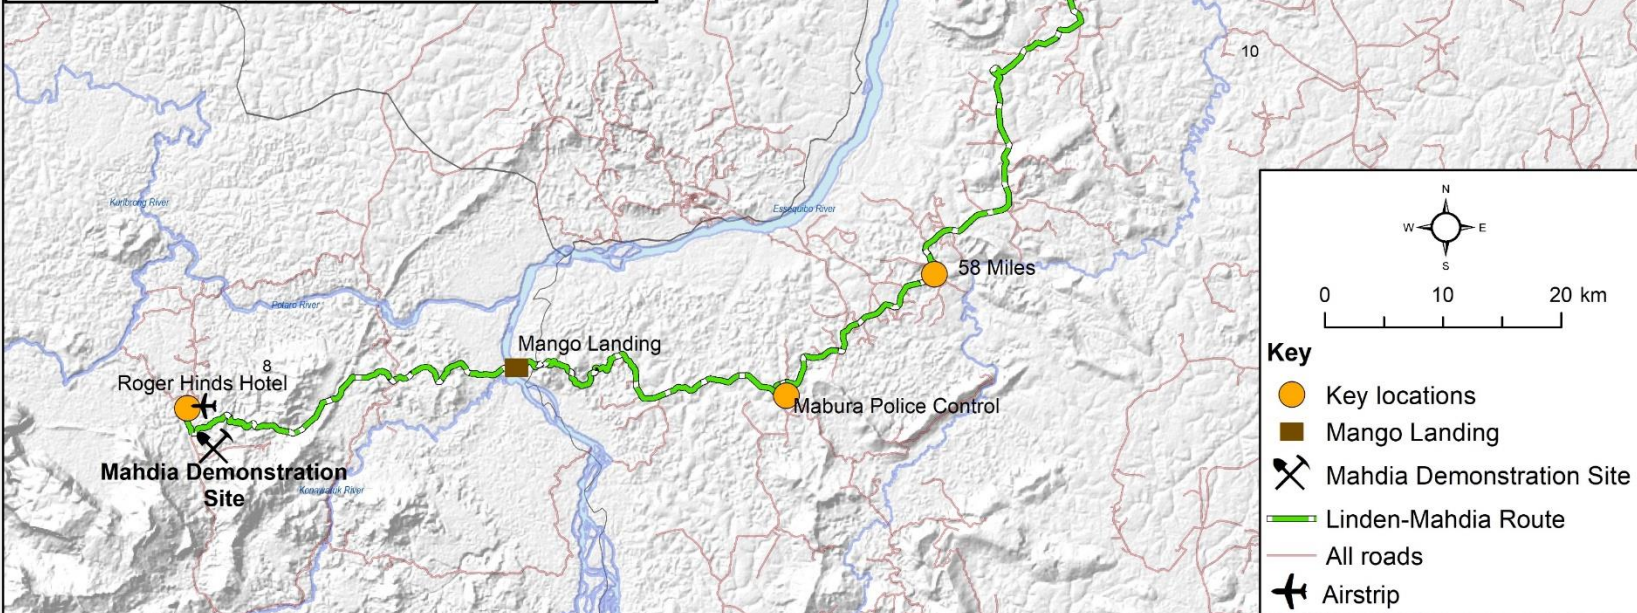 10
Kuribrong River
Essequibo River
58 Miles
Potaro River
Mango Landing
8
Roger Hinds Hotel
Mabura Police Control
Mahdia Demonstration
Site
Konawaruk River
N
W E
S
0 10 20 km
Key
Key locations
Mango Landing
Mahdia Demonstration Site
Linden-Mahdia Route
All roads
Airstrip